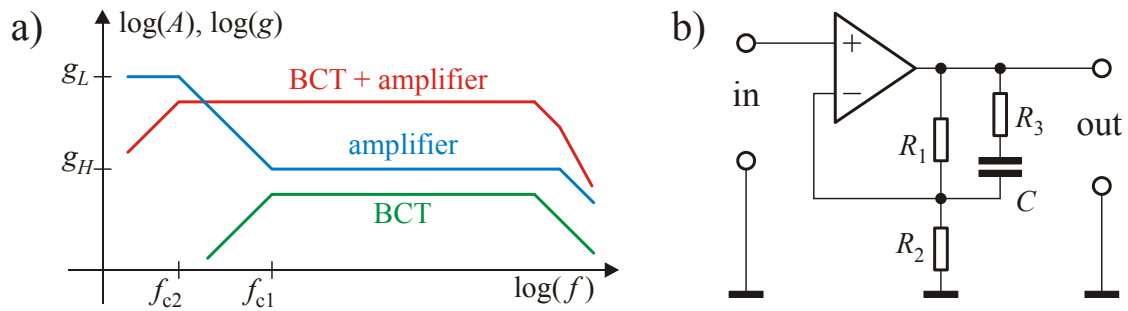 a)
log(A), log(g)
g_L
BCT + amplifier
g_H
amplifier
BCT
f_c2
f_c1
log(f)
b)
+
−
in
out
R_1
R_3
C
R_2